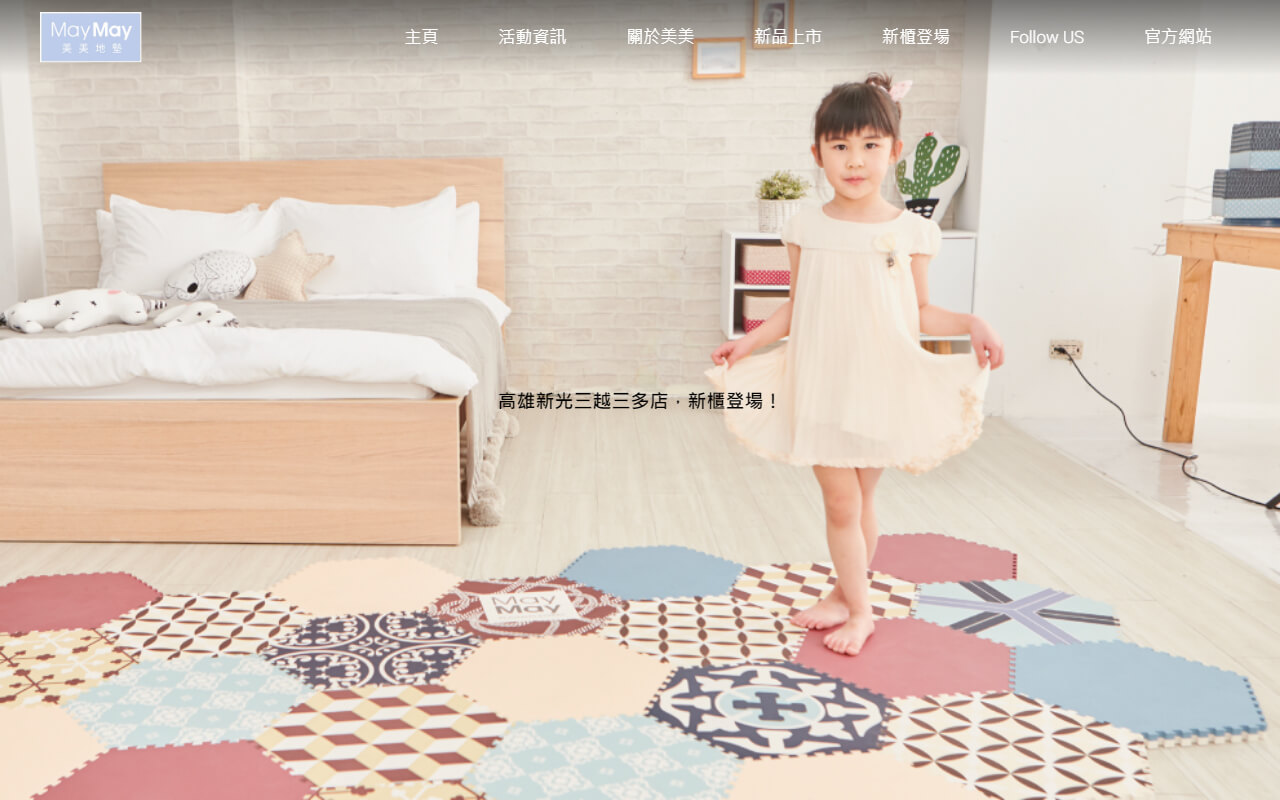 MayMay
美美地墊
主頁
活動資訊
關於美美
新品上市
新櫃登場
Follow US
官方網站
高雄新光三越三多店，新櫃登場！
May
May